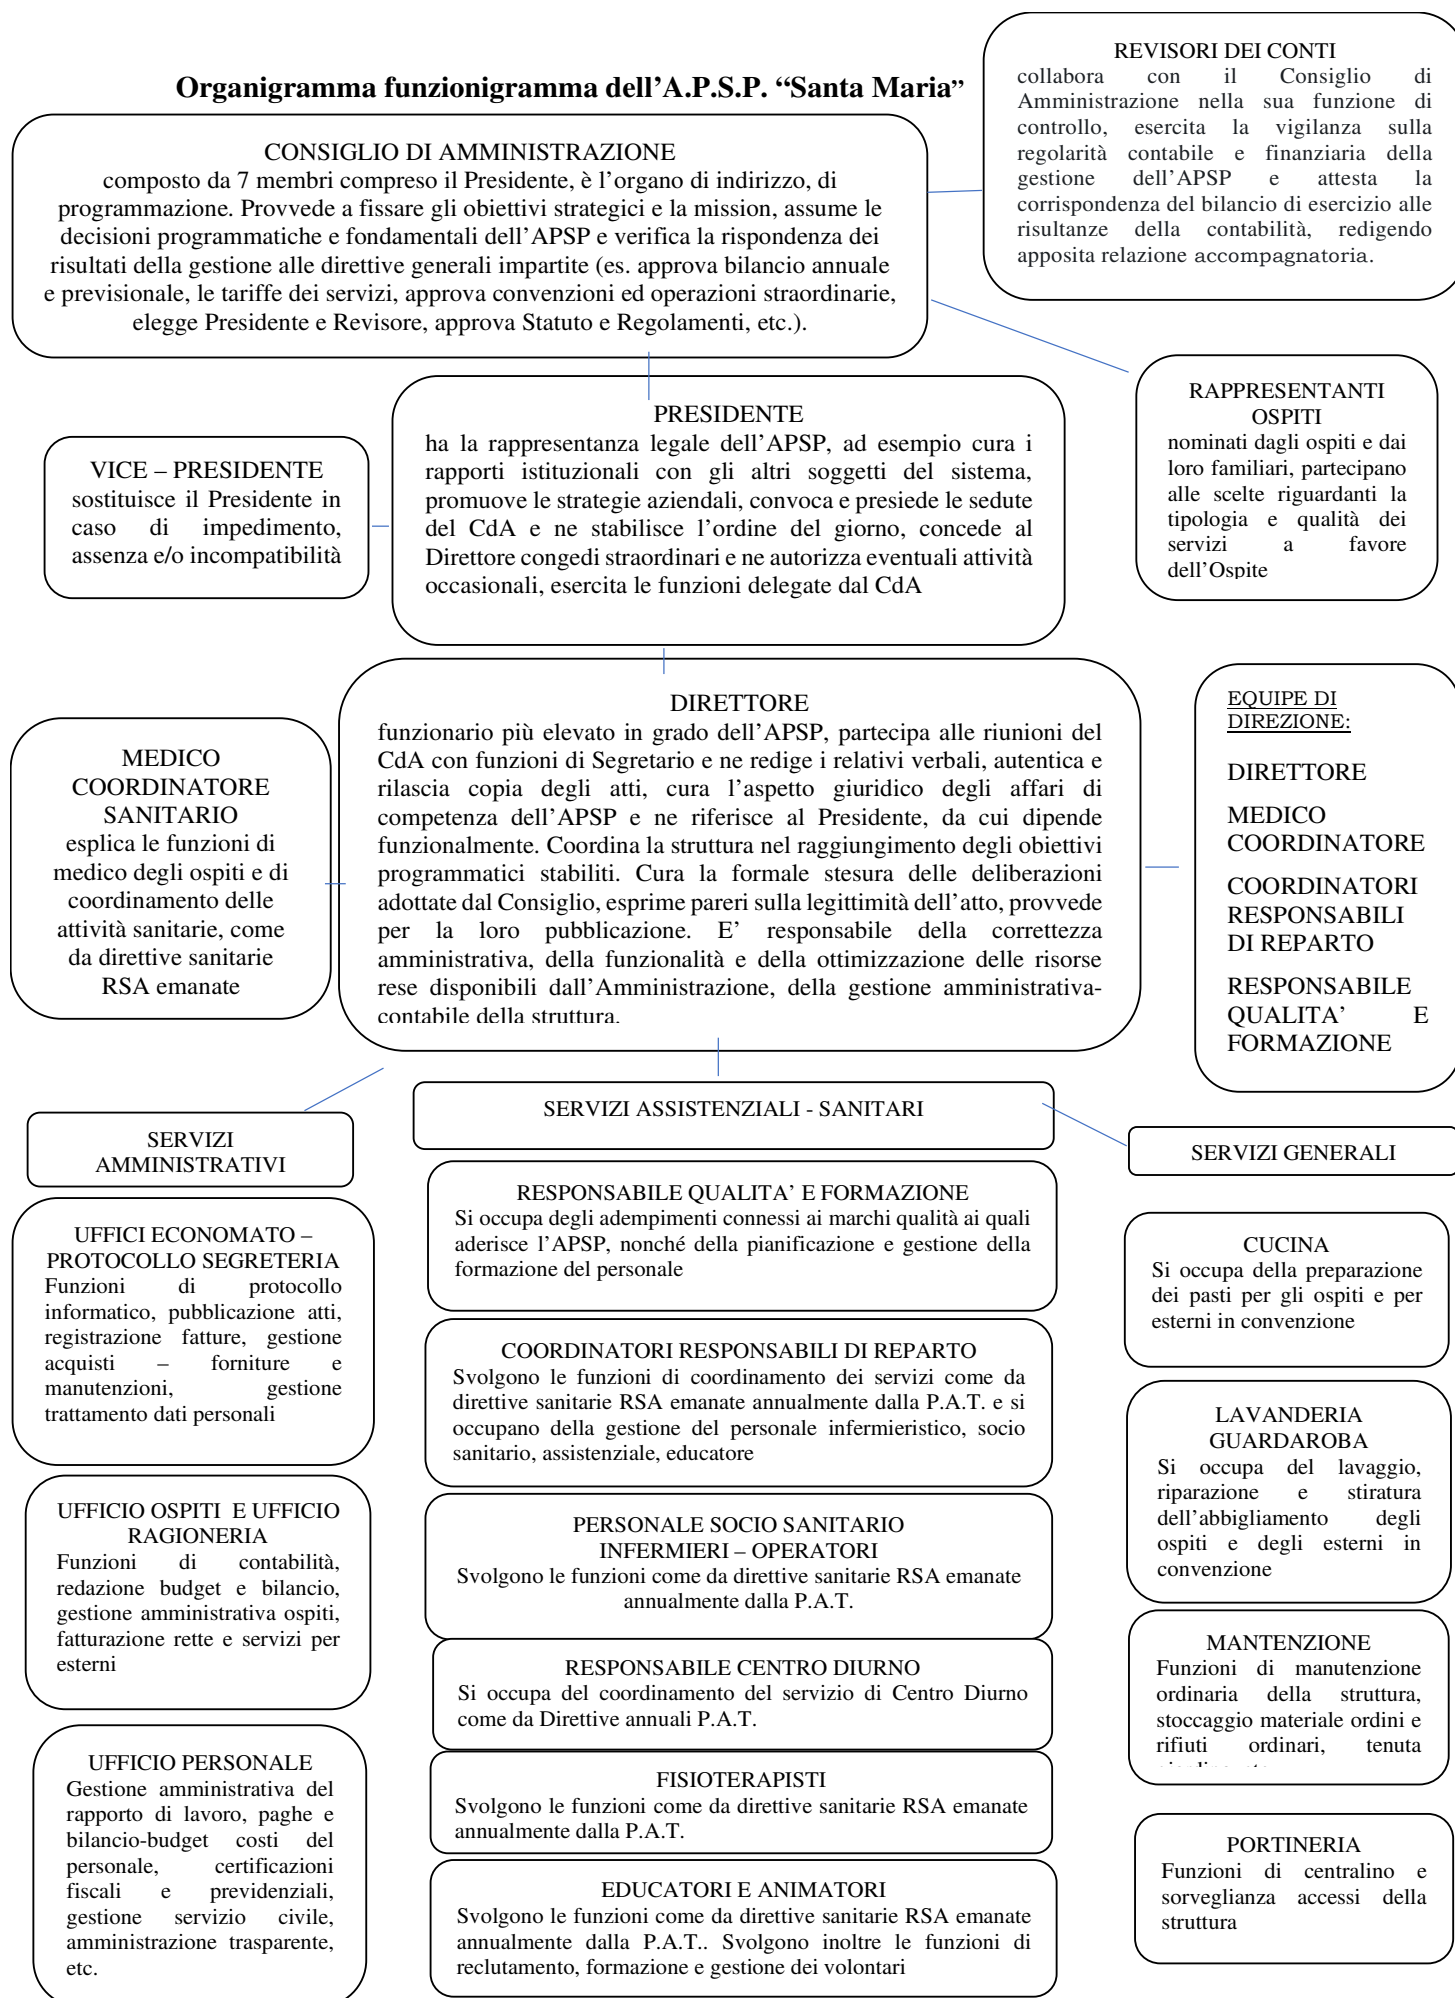 Organigramma funzionigramma dell'A.P.S.P. “Santa Maria”
REVISORI DEI CONTI
collabora con il Consiglio di
Amministrazione nella sua funzione di
controllo, esercita la vigilanza sulla
regolarità contabile e finanziaria della
gestione dell'APSP e attesta la
corrispondenza del bilancio di esercizio alle
risultanze della contabilità, redigendo
apposita relazione accompagnatoria.
CONSIGLIO DI AMMINISTRAZIONE
composto da 7 membri compreso il Presidente, è l'organo di indirizzo, di
programmazione. Provvede a fissare gli obiettivi strategici e la mission, assume le
decisioni programmatiche e fondamentali dell'APSP e verifica la rispondenza dei
risultati della gestione alle direttive generali impartite (es. approva bilancio annuale
e previsionale, le tariffe dei servizi, approva convenzioni ed operazioni straordinarie,
elegge Presidente e Revisore, approva Statuto e Regolamenti, etc.).
RAPPRESENTANTI
OSPITI
nominati dagli ospiti e dai
loro familiari, partecipano
alle scelte riguardanti la
tipologia e qualità dei
servizi a favore
dell'Ospite
PRESIDENTE
ha la rappresentanza legale dell'APSP, ad esempio cura i
rapporti istituzionali con gli altri soggetti del sistema,
promuove le strategie aziendali, convoca e presiede le sedute
del CdA e ne stabilisce l'ordine del giorno, concede al
Direttore congedi straordinari e ne autorizza eventuali attività
occasionali, esercita le funzioni delegate dal CdA
VICE – PRESIDENTE
sostituisce il Presidente in
caso di impedimento,
assenza e/o incompatibilità
DIRETTORE
funzionario più elevato in grado dell'APSP, partecipa alle riunioni del
CdA con funzioni di Segretario e ne redige i relativi verbali, autentica e
rilascia copia degli atti, cura l'aspetto giuridico degli affari di
competenza dell'APSP e ne riferisce al Presidente, da cui dipende
funzionalmente. Coordina la struttura nel raggiungimento degli obiettivi
programmatici stabiliti. Cura la formale stesura delle deliberazioni
adottate dal Consiglio, esprime pareri sulla legittimità dell'atto, provvede
per la loro pubblicazione. E' responsabile della correttezza
amministrativa, della funzionalità e della ottimizzazione delle risorse
rese disponibili dall'Amministrazione, della gestione amministrativa-
contabile della struttura.
MEDICO
COORDINATORE
SANITARIO
esplica le funzioni di
medico degli ospiti e di
coordinamento delle
attività sanitarie, come
da direttive sanitarie
RSA emanate
EQUIPE DI
DIREZIONE:
DIRETTORE
MEDICO
COORDINATORE
COORDINATORI
RESPONSABILI
DI REPARTO
RESPONSABILE
QUALITA' E
FORMAZIONE
SERVIZI
AMMINISTRATIVI
UFFICI ECONOMATO –
PROTOCOLLO SEGRETERIA
Funzioni di protocollo
informatico, pubblicazione atti,
registrazione fatture, gestione
acquisti – forniture e
manutenzioni, gestione
trattamento dati personali
UFFICIO OSPITI E UFFICIO
RAGIONERIA
Funzioni di contabilità,
redazione budget e bilancio,
gestione amministrativa ospiti,
fatturazione rette e servizi per
esterni
UFFICIO PERSONALE
Gestione amministrativa del
rapporto di lavoro, paghe e
bilancio-budget costi del
personale, certificazioni
fiscali e previdenziali,
gestione servizio civile,
amministrazione trasparente,
etc.
SERVIZI ASSISTENZIALI - SANITARI
RESPONSABILE QUALITA' E FORMAZIONE
Si occupa degli adempimenti connessi ai marchi qualità ai quali
aderisce l'APSP, nonché della pianificazione e gestione della
formazione del personale
COORDINATORI RESPONSABILI DI REPARTO
Svolgono le funzioni di coordinamento dei servizi come da
direttive sanitarie RSA emanate annualmente dalla P.A.T. e si
occupano della gestione del personale infermieristico, socio
sanitario, assistenziale, educatore
PERSONALE SOCIO SANITARIO
INFERMIERI – OPERATORI
Svolgono le funzioni come da direttive sanitarie RSA emanate
annualmente dalla P.A.T.
RESPONSABILE CENTRO DIURNO
Si occupa del coordinamento del servizio di Centro Diurno
come da Direttive annuali P.A.T.
FISIOTERAPISTI
Svolgono le funzioni come da direttive sanitarie RSA emanate
annualmente dalla P.A.T.
EDUCATORI E ANIMATORI
Svolgono le funzioni come da direttive sanitarie RSA emanate
annualmente dalla P.A.T.. Svolgono inoltre le funzioni di
reclutamento, formazione e gestione dei volontari
SERVIZI GENERALI
CUCINA
Si occupa della preparazione
dei pasti per gli ospiti e per
esterni in convenzione
LAVANDERIA
GUARDAROBA
Si occupa del lavaggio,
riparazione e stiratura
dell'abbigliamento degli
ospiti e degli esterni in
convenzione
MANTENZIONE
Funzioni di manutenzione
ordinaria della struttura,
stoccaggio materiale ordini e
rifiuti ordinari, tenuta
PORTINERIA
Funzioni di centralino e
sorveglianza accessi della
struttura